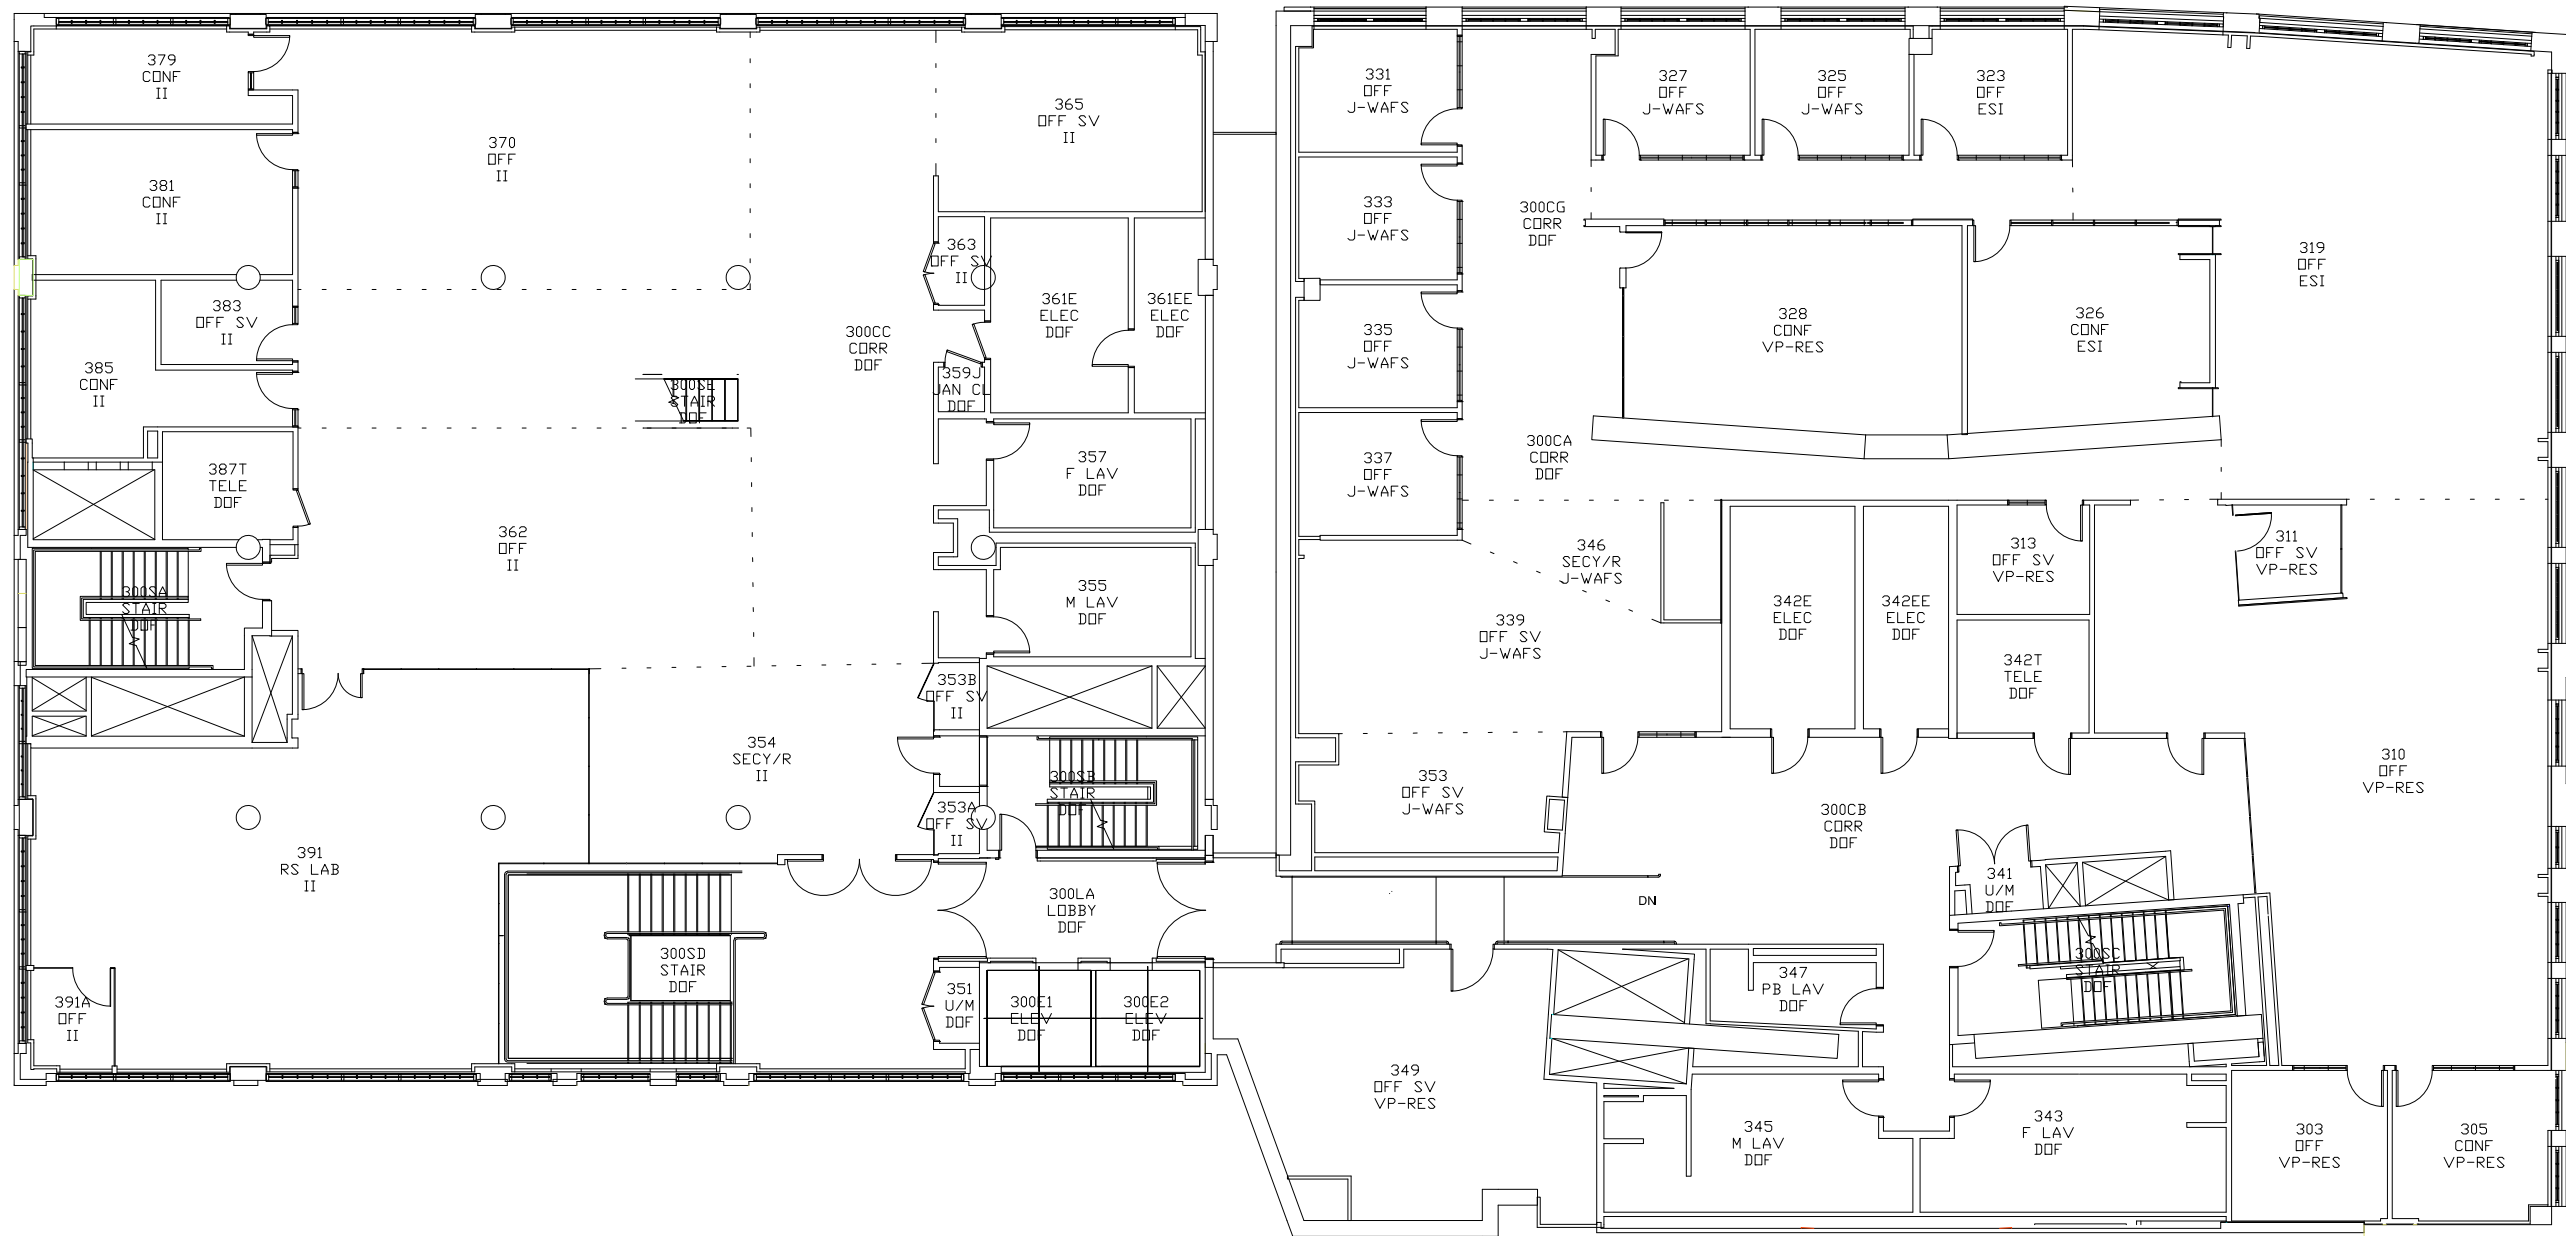 379
CONF
II
381
CONF
II
383
OFF SV
II
385
CONF
II
387T
TELE
DOF
300SA
STAIR
DOF
370
OFF
II
365
OFF SV
II
363
OFF SV
II
361E
ELEC
DOF
361EE
ELEC
DOF
300CC
CORR
DOF
359J
JAN CL
DOF
300SE
STAIR
DOF
357
F LAV
DOF
362
OFF
II
355
M LAV
DOF
353B
OFF SV
II
354
SECY/R
II
300SB
STAIR
DOF
353A
OFF SV
II
391
RS LAB
II
391A
OFF
II
300SD
STAIR
DOF
300LA
LOBBY
DOF
351
U/M
DOF
300E1
ELEV
DOF
300E2
ELEV
DOF
331
OFF
J-WAFS
327
OFF
J-WAFS
325
OFF
J-WAFS
323
OFF
ESI
333
OFF
J-WAFS
300CG
CORR
DOF
319
OFF
ESI
335
OFF
J-WAFS
328
CONF
VP-RES
326
CONF
ESI
337
OFF
J-WAFS
300CA
CORR
DOF
346
SECY/R
J-WAFS
313
OFF SV
VP-RES
311
OFF SV
VP-RES
339
OFF SV
J-WAFS
342E
ELEC
DOF
342EE
ELEC
DOF
342T
TELE
DOF
353
OFF SV
J-WAFS
310
OFF
VP-RES
300CB
CORR
DOF
341
U/M
DOF
DN
300SC
STAIR
DOF
347
PB LAV
DOF
349
OFF SV
VP-RES
345
M LAV
DOF
343
F LAV
DOF
303
OFF
VP-RES
305
CONF
VP-RES